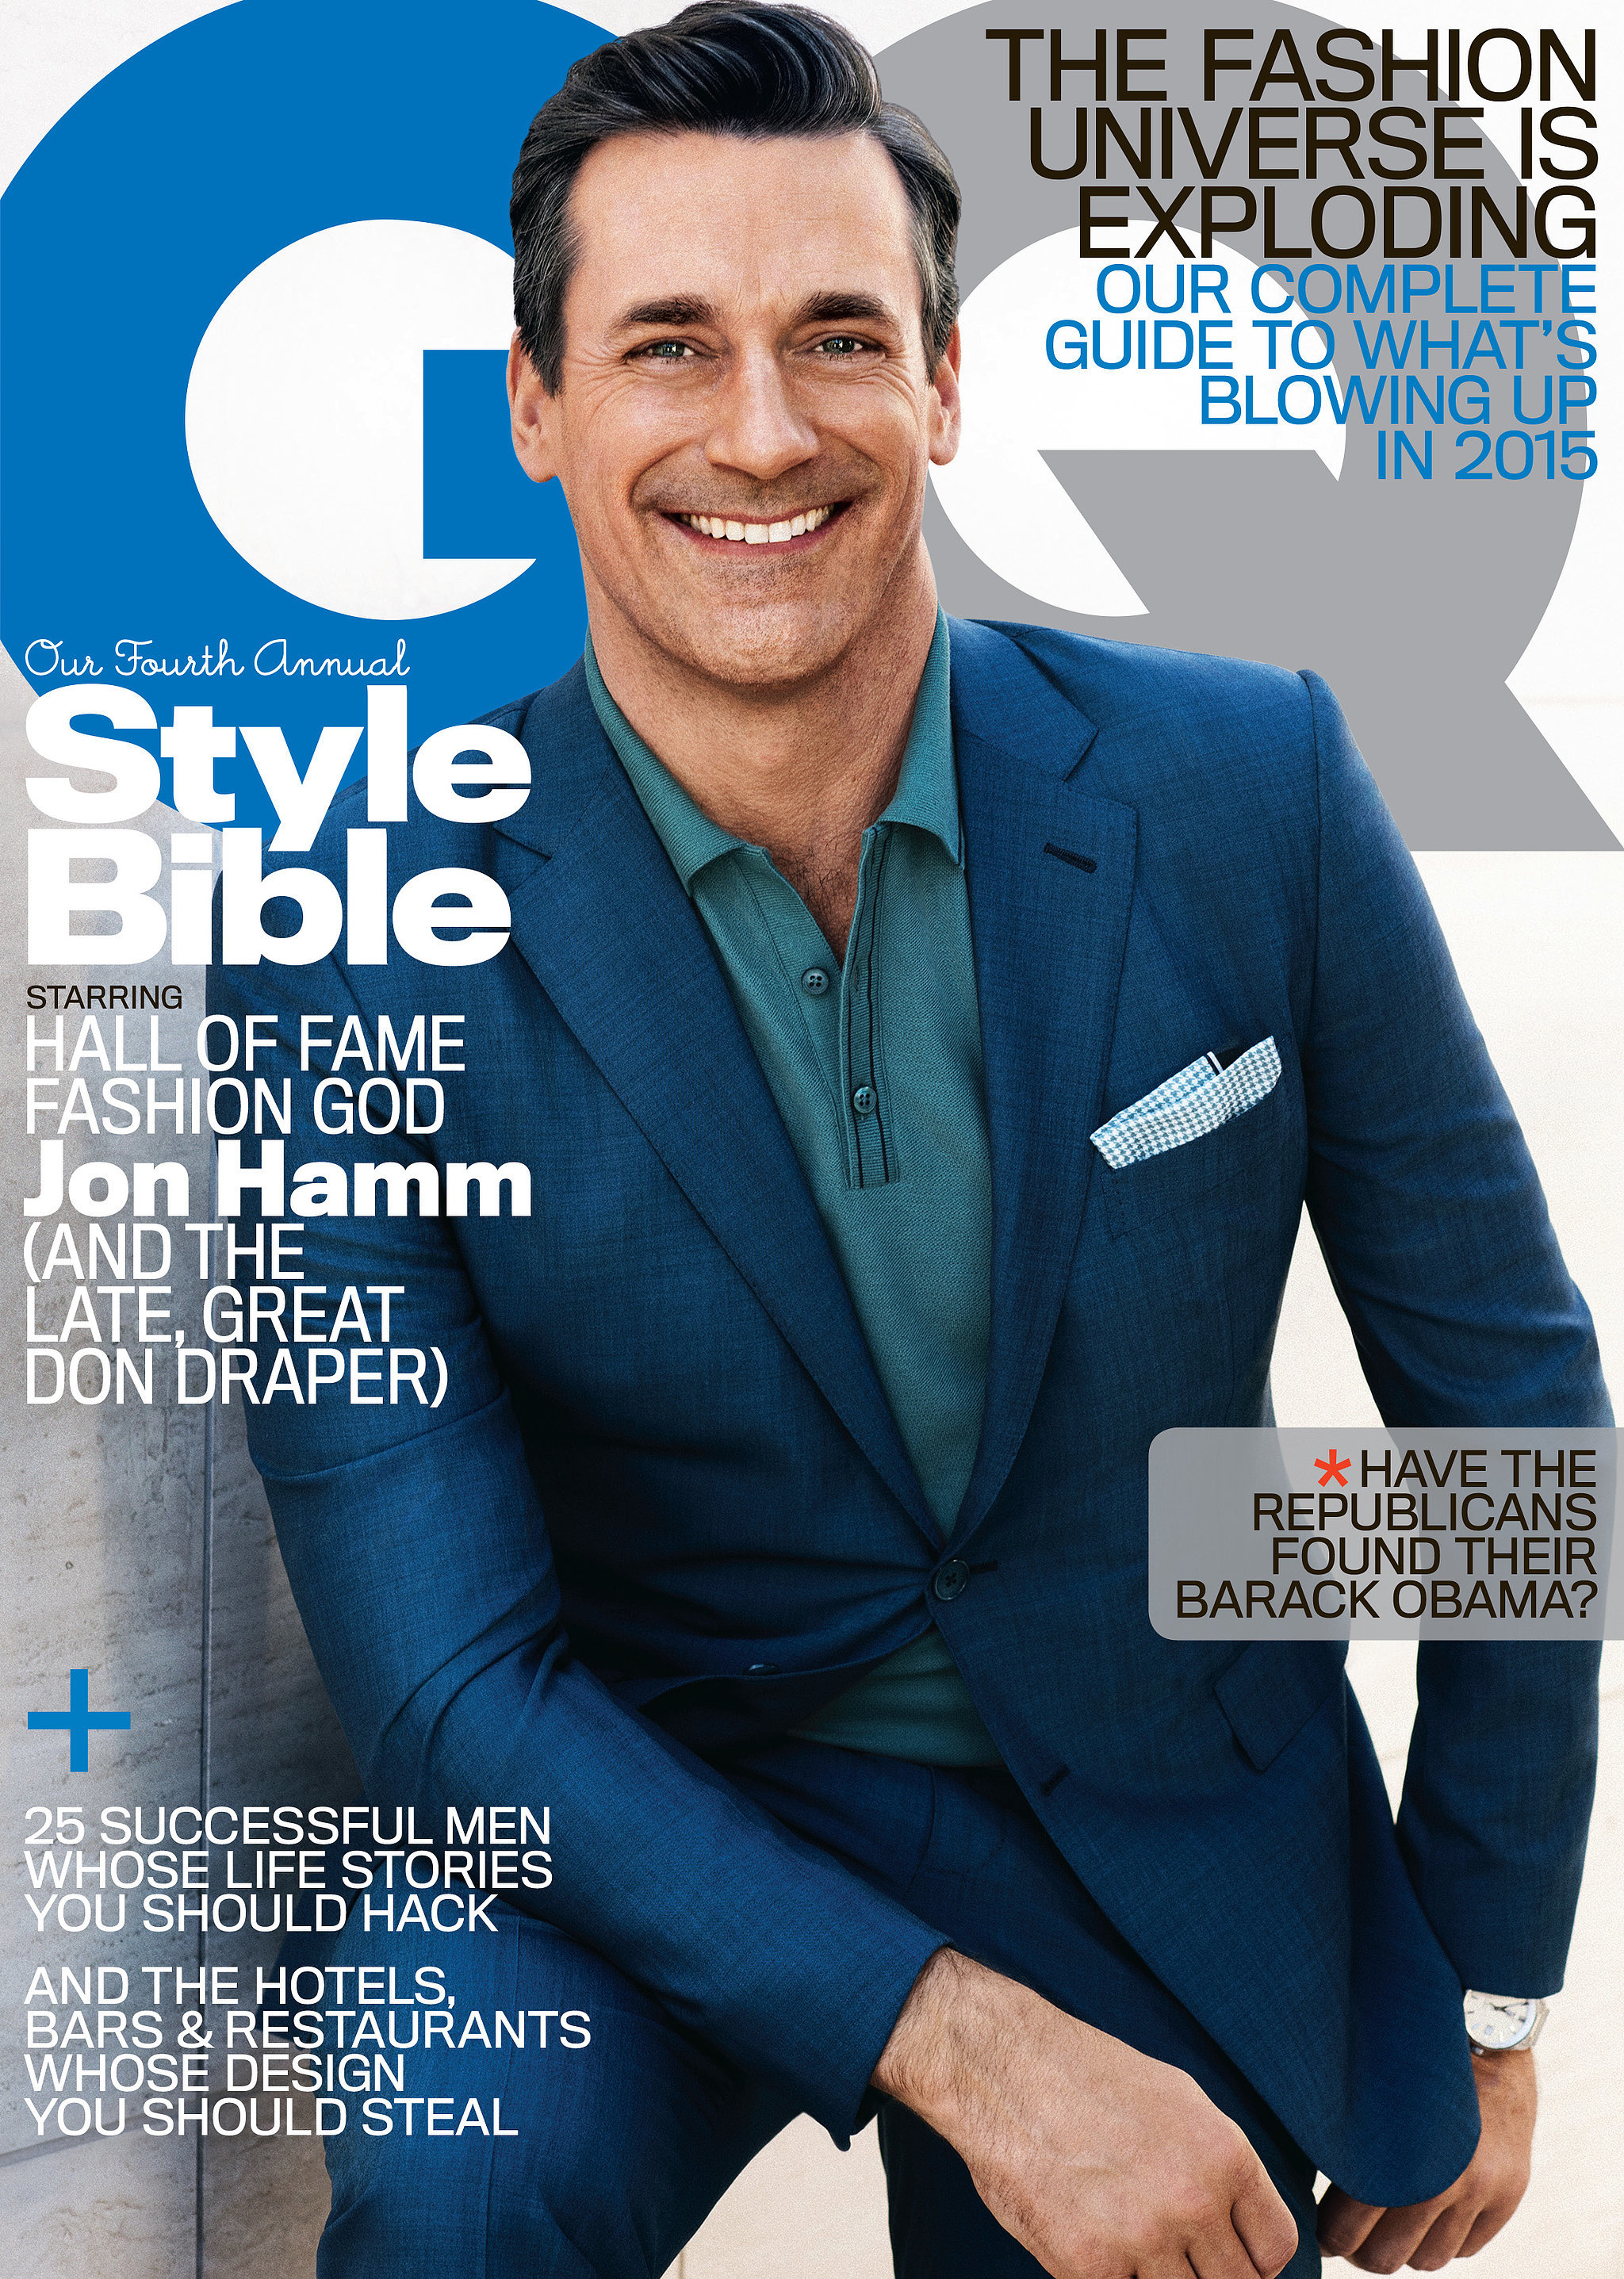 GQ
THE FASHION
UNIVERSE IS
EXPLODING
OUR COMPLETE
GUIDE TO WHAT'S
BLOWING UP
IN 2015
Our Fourth Annual
Style
Bible
STARRING
HALL OF FAME
FASHION GOD
Jon Hamm
(AND THE
LATE, GREAT
DON DRAPER)
*HAVE THE
REPUBLICANS
FOUND THEIR
BARACK OBAMA?
+
25 SUCCESSFUL MEN
WHOSE LIFE STORIES
YOU SHOULD HACK
AND THE HOTELS,
BARS & RESTAURANTS
WHOSE DESIGN
YOU SHOULD STEAL